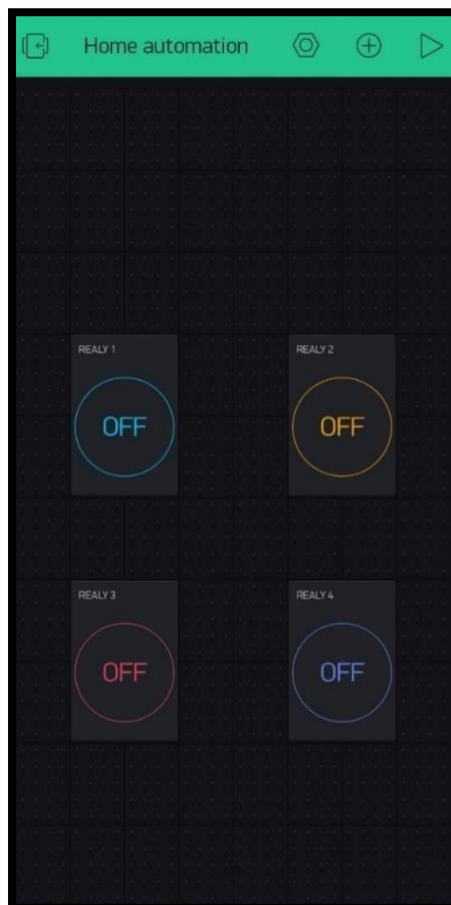 Home automation
REALY 1
REALY 2
OFF
OFF
REALY 3
REALY 4
OFF
OFF